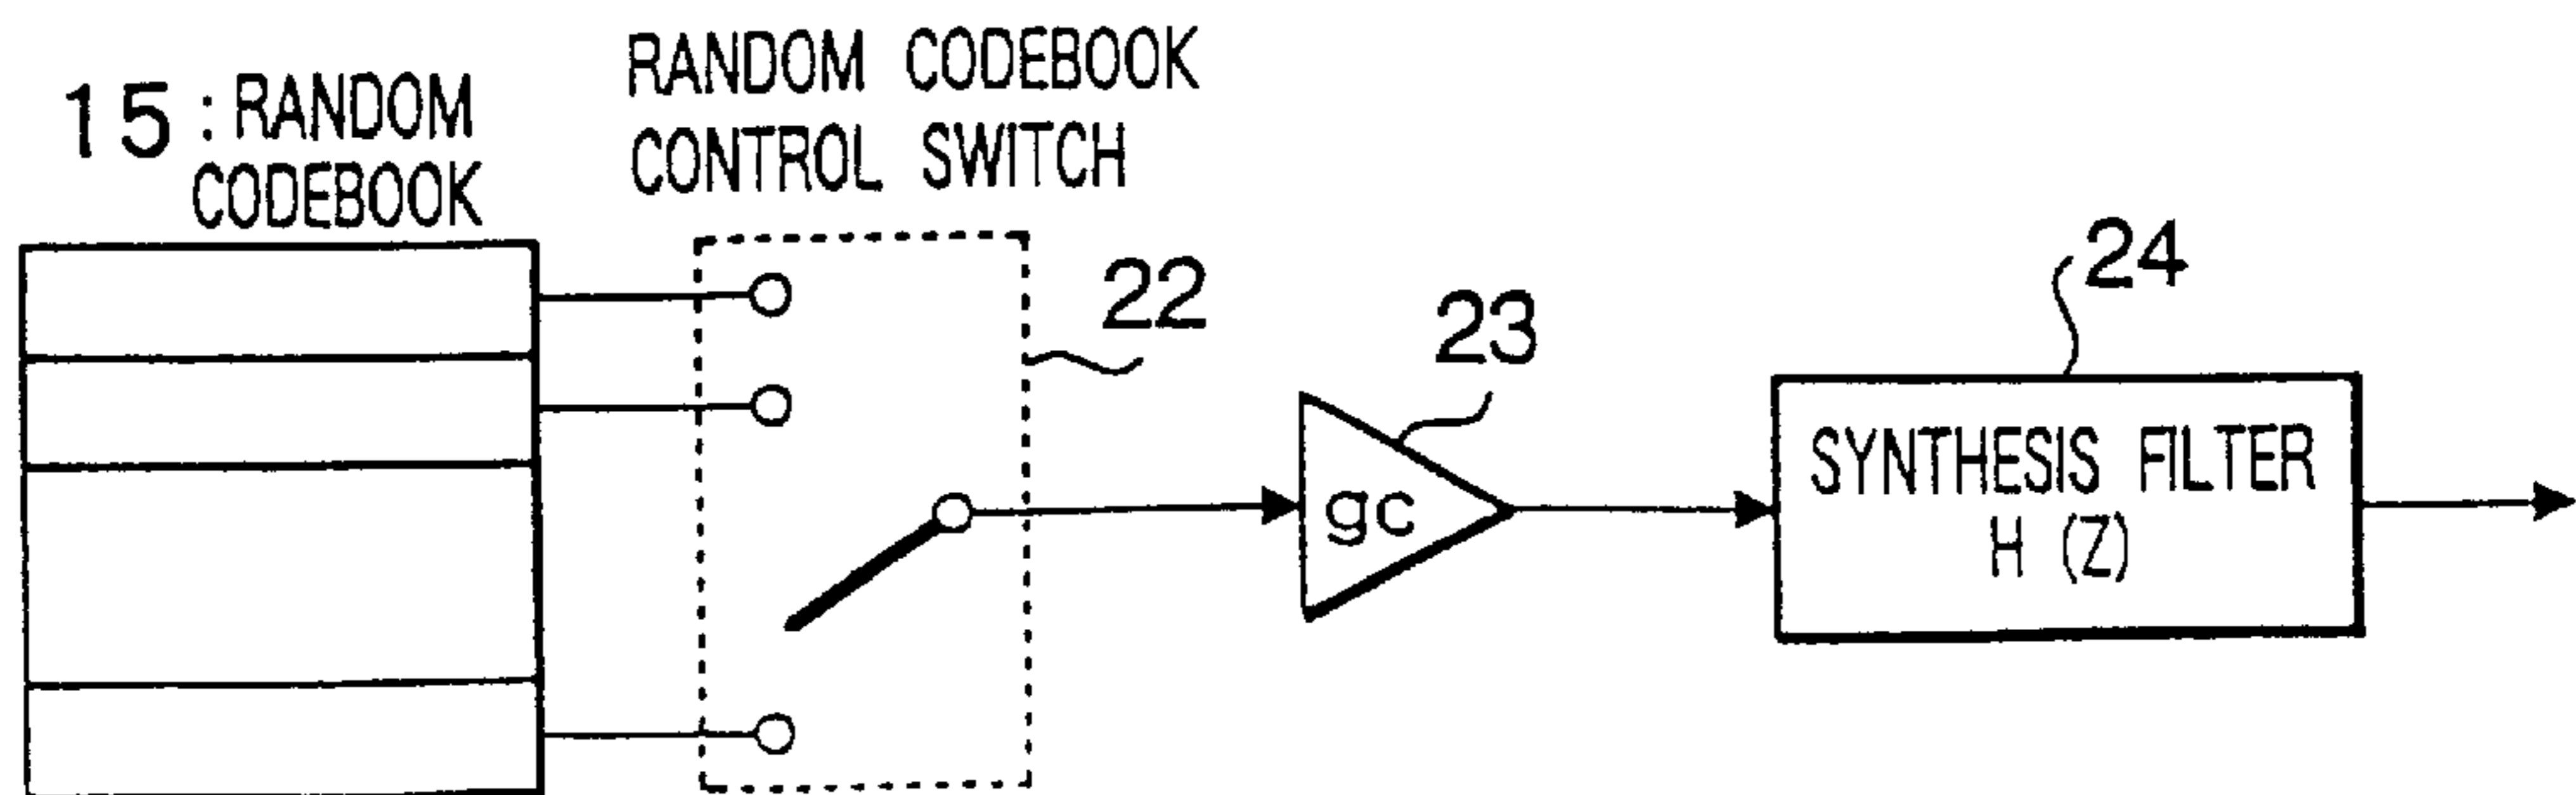 15 : RANDOM
CODEBOOK
RANDOM CODEBOOK
CONTROL SWITCH
22
23
gc
24
SYNTHESIS FILTER
H (Z)